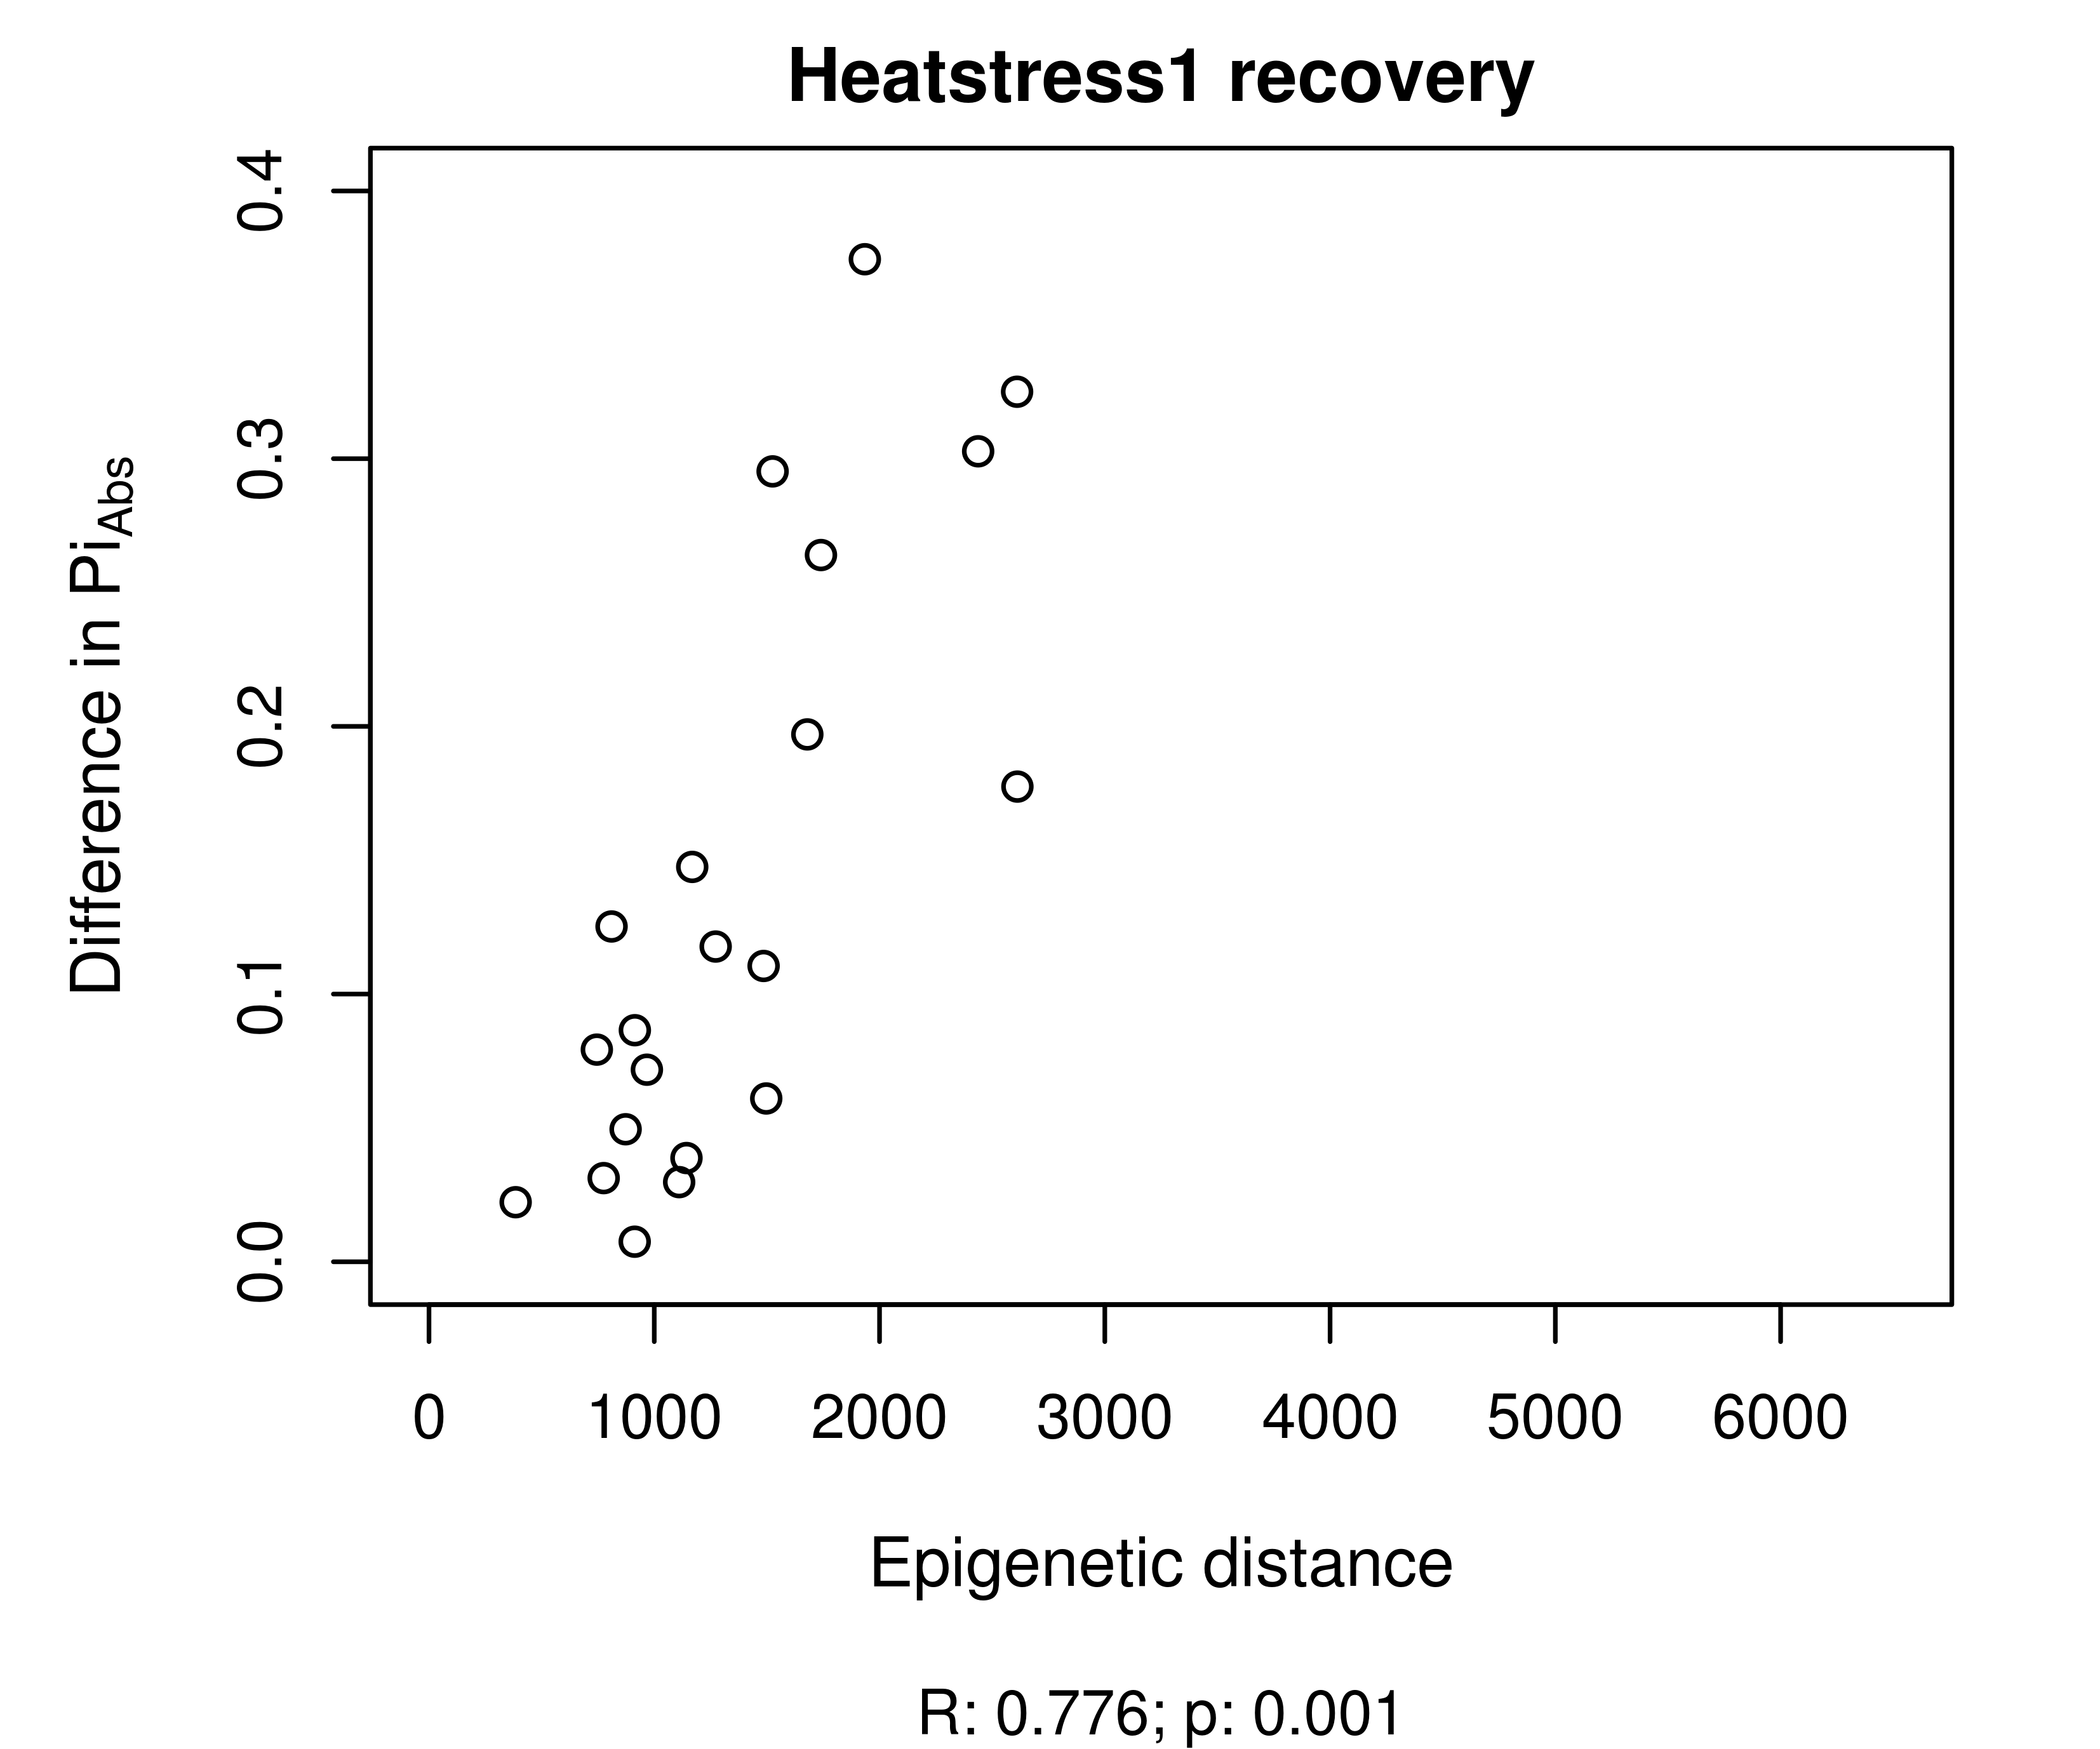 Heatstress1 recovery
Difference in PiAbs
0.4
0.3
0.2
0.1
0.0
0 1000 2000 3000 4000 5000 6000
Epigenetic distance
R: 0.776; p: 0.001